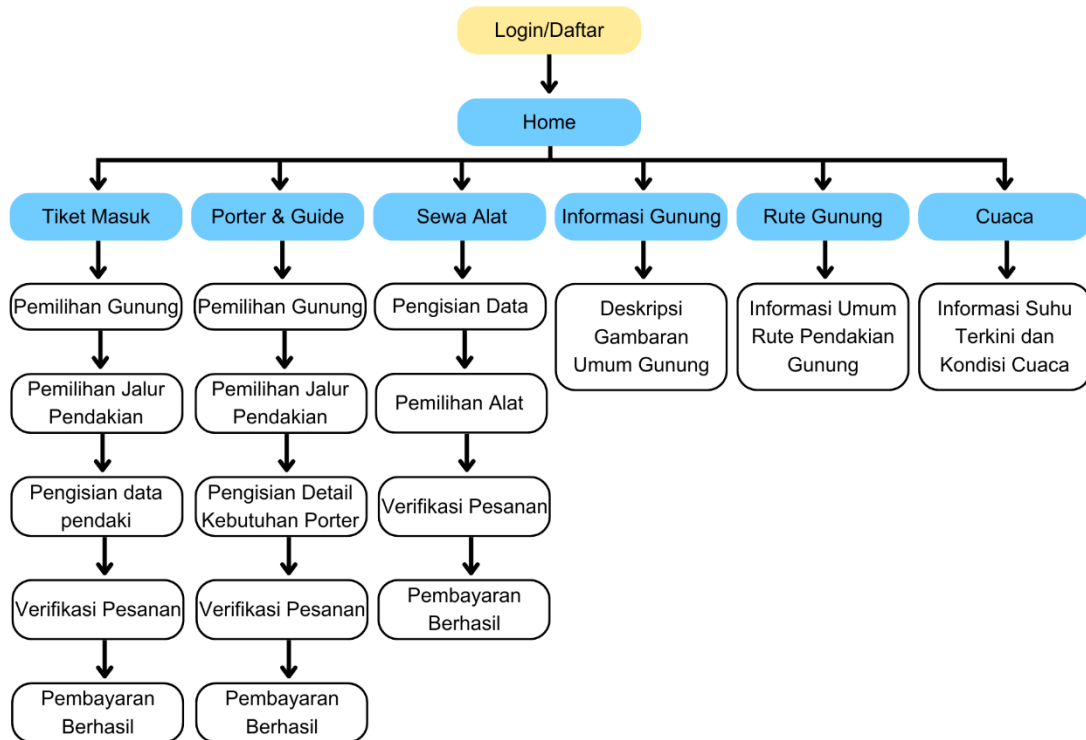 Login/Daftar
Home
Tiket Masuk
Porter & Guide
Sewa Alat
Informasi Gunung
Rute Gunung
Cuaca
Pemilihan Gunung
Pemilihan Jalur
Pendakian
Pengisian data
pendaki
Verifikasi Pesanan
Pembayaran
Berhasil
Pemilihan Gunung
Pemilihan Jalur
Pendakian
Pengisian Detail
Kebutuhan Porter
Verifikasi Pesanan
Pembayaran
Berhasil
Pengisian Data
Pemilihan Alat
Verifikasi Pesanan
Pembayaran
Berhasil
Deskripsi
Gambaran
Umum Gunung
Informasi Umum
Rute Pendakian
Gunung
Informasi Suhu
Terkini dan
Kondisi Cuaca